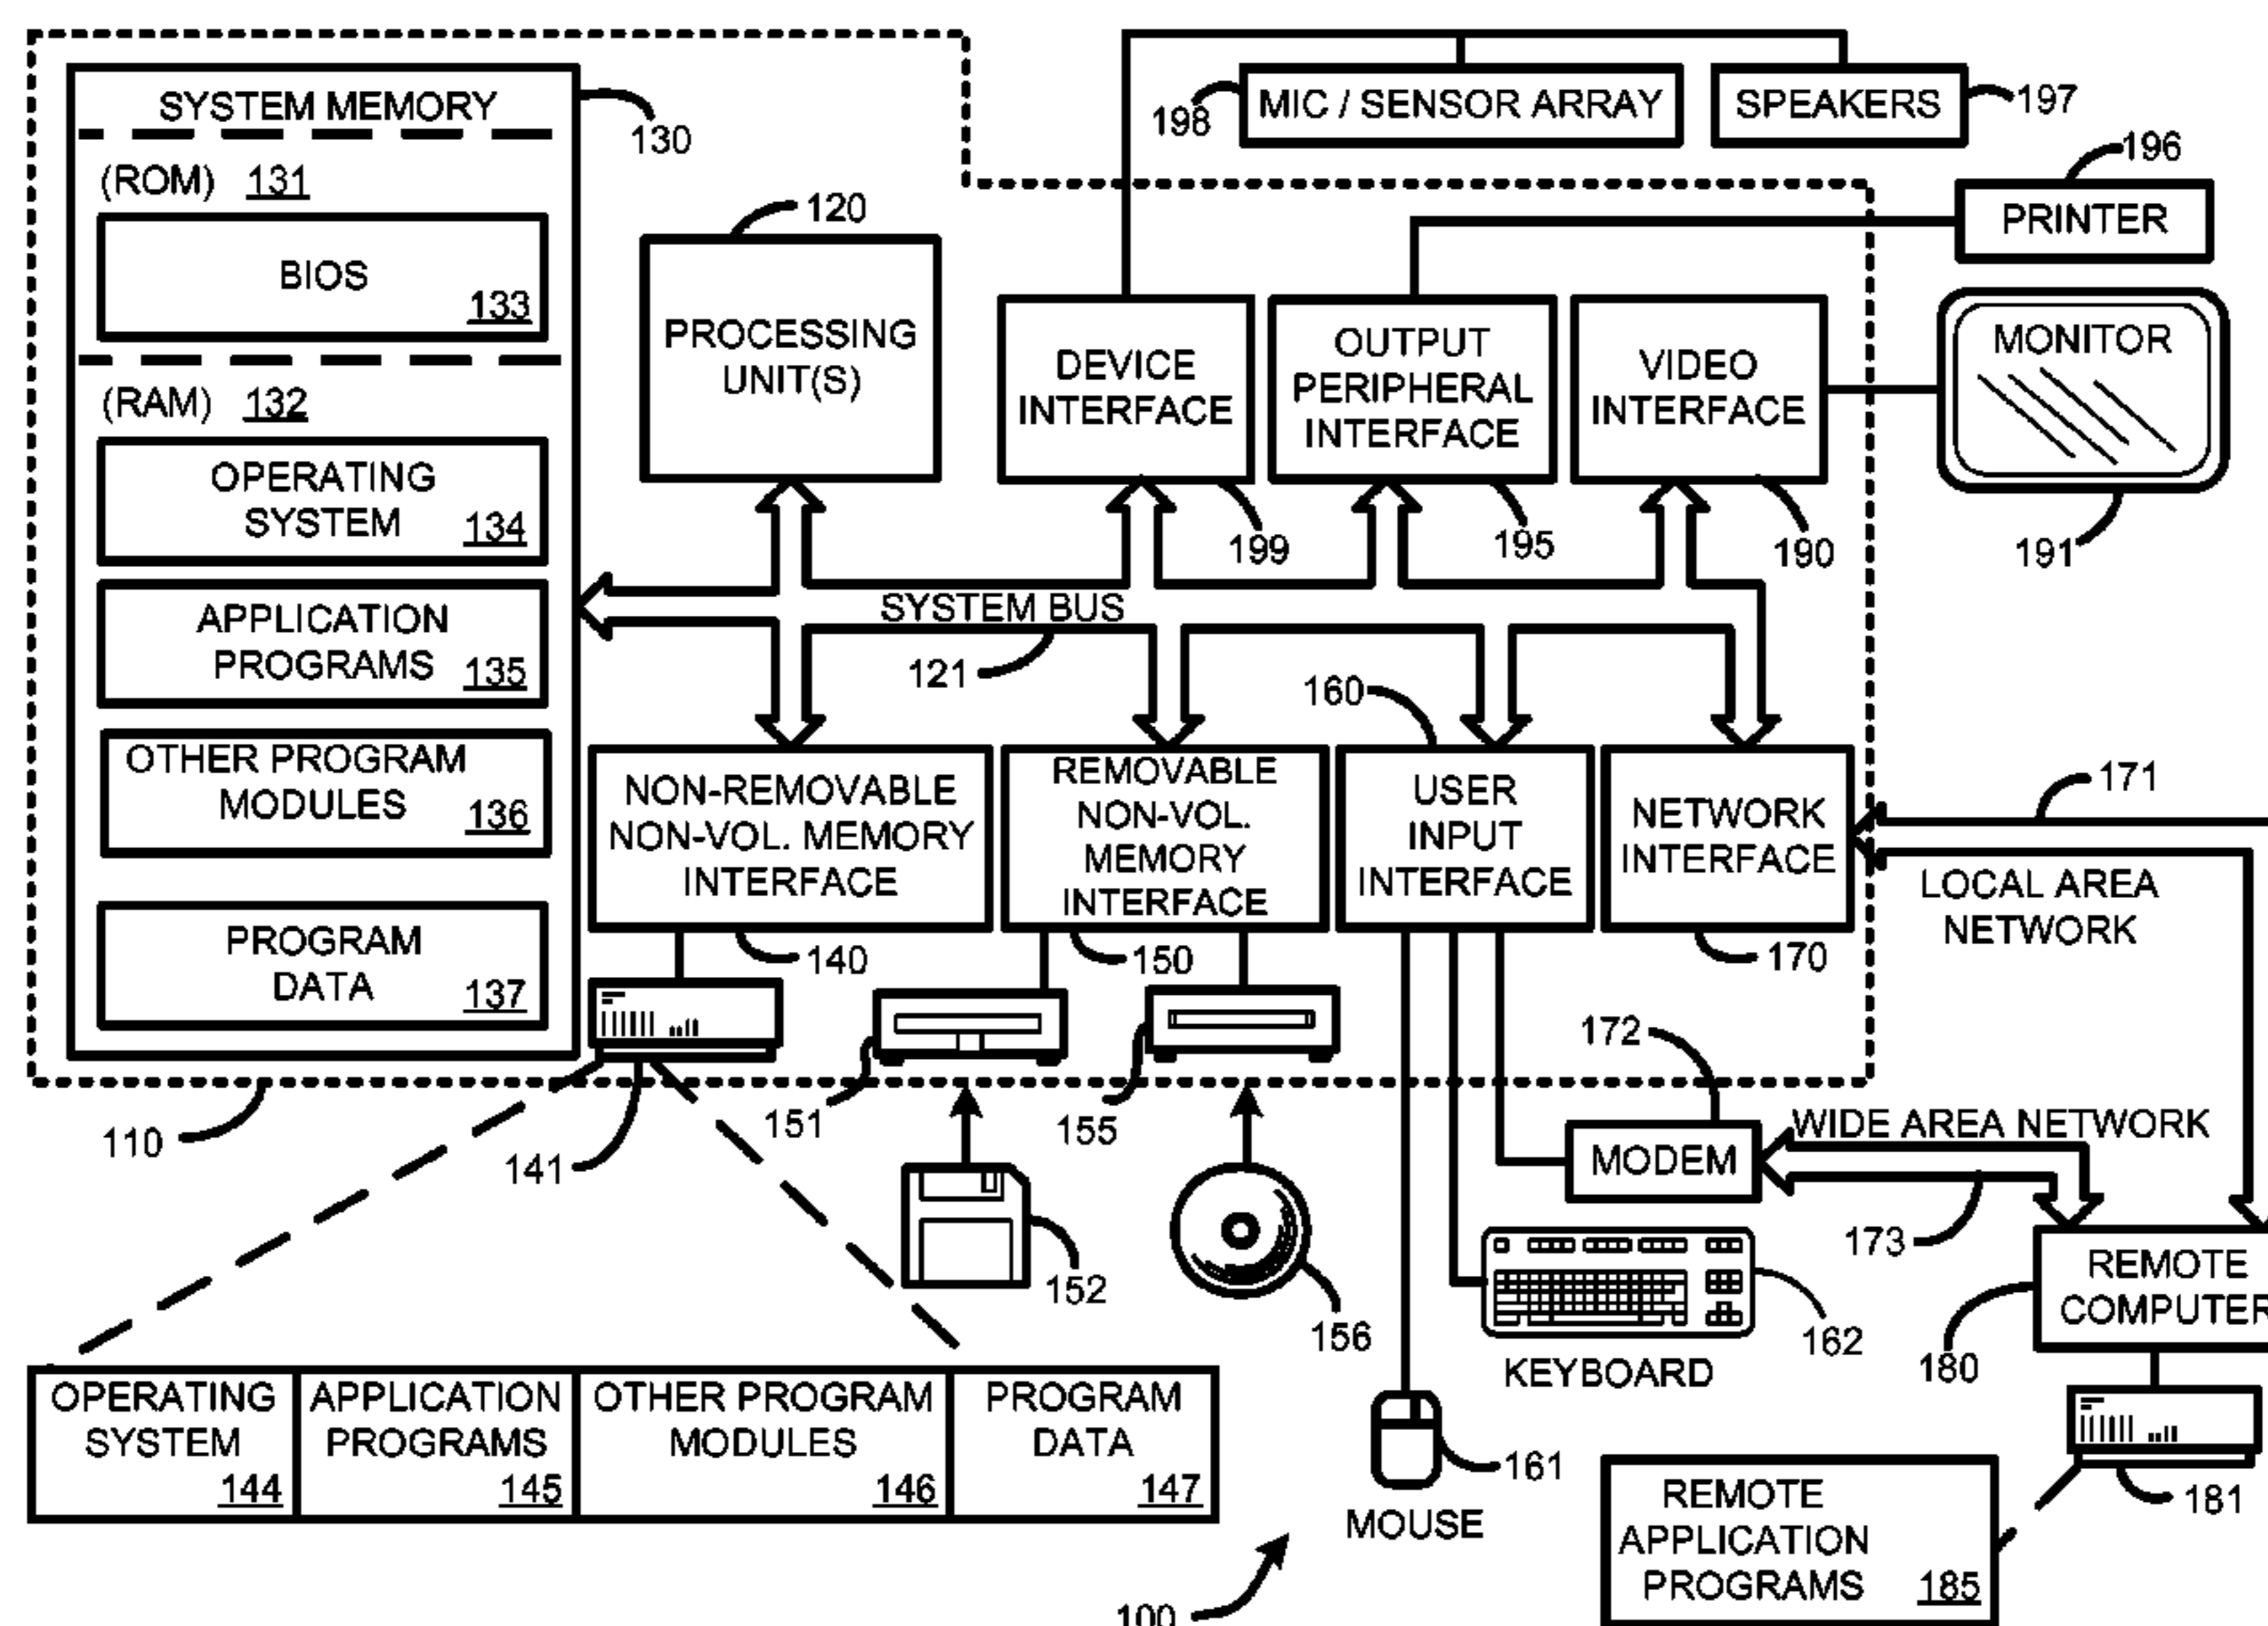 SYSTEM MEMORY
130
(ROM) 131
BIOS
133
(RAM) 132
OPERATING
SYSTEM 134
APPLICATION
PROGRAMS 135
OTHER PROGRAM
MODULES 136
PROGRAM
DATA 137
120
PROCESSING
UNIT(S)
198
MIC / SENSOR ARRAY
SPEAKERS
197
196
PRINTER
DEVICE
INTERFACE
199
OUTPUT
PERIPHERAL
INTERFACE
195
VIDEO
INTERFACE
190
MONITOR
191
SYSTEM BUS
121
160
NON-REMOVABLE
NON-VOL. MEMORY
INTERFACE
140
REMOVABLE
NON-VOL.
MEMORY
INTERFACE
150
USER
INPUT
INTERFACE
NETWORK
INTERFACE
170
171
LOCAL AREA
NETWORK
110
141
151
152
155
156
172
MODEM
WIDE AREA NETWORK
173
162
KEYBOARD
161
MOUSE
180
REMOTE
COMPUTER
181
REMOTE
APPLICATION
PROGRAMS 185
OPERATING
SYSTEM
144
APPLICATION
PROGRAMS
145
OTHER PROGRAM
MODULES
146
PROGRAM
DATA
147
100